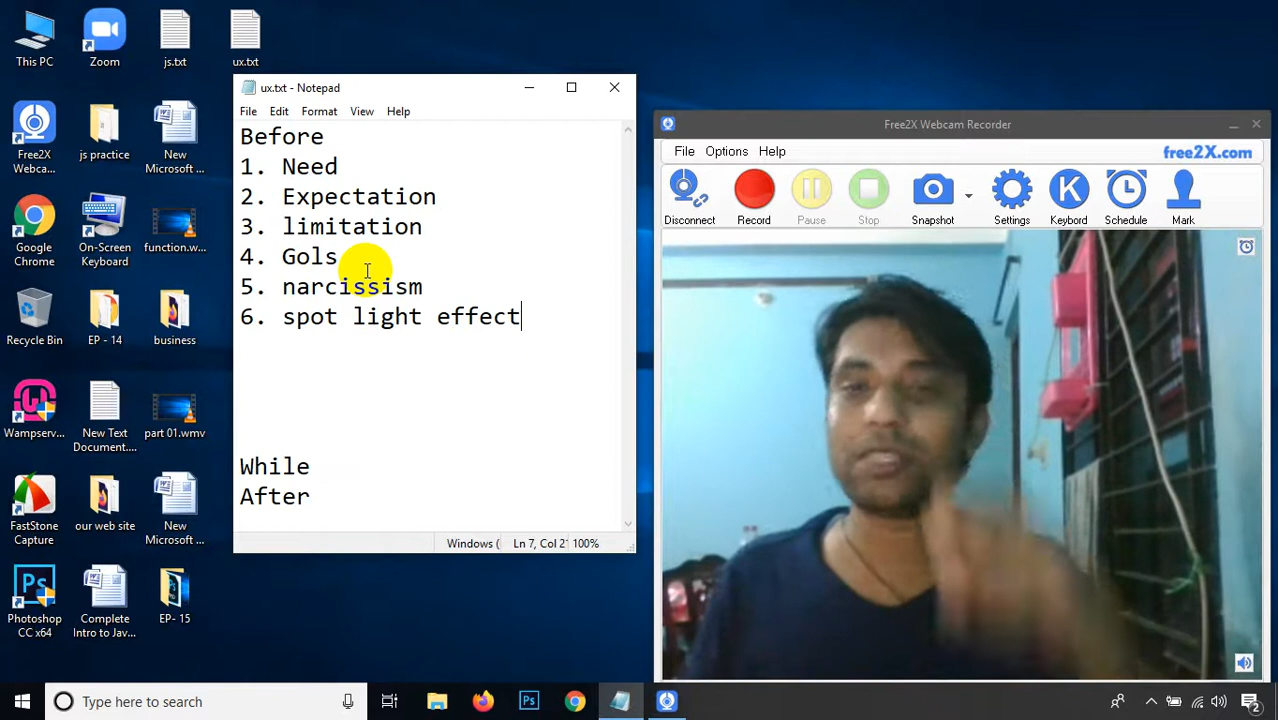 This PC
Zoom
js.txt
ux.txt
Free2X
Webca...
js practice
New
Microsoft ...
Google
Chrome
On-Screen
Keyboard
function.w...
Recycle Bin
EP - 14
business
Wampserv...
New Text
Document....
part 01.wmv
FastStone
Capture
our web site
New
Microsoft ...
Photoshop
CC x64
Complete
Intro to Jav...
EP- 15
ux.txt - Notepad
File Edit Format View Help
Before
1. Need
2. Expectation
3. limitation
4. Gols
5. narcissism
6. spot light effect
While
After
Windows ( Ln 7, Col 21 100%
Free2X Webcam Recorder
File Options Help
free2X.com
Disconnect Record Pause Stop Snapshot Settings Keyboard Schedule Mark
Type here to search